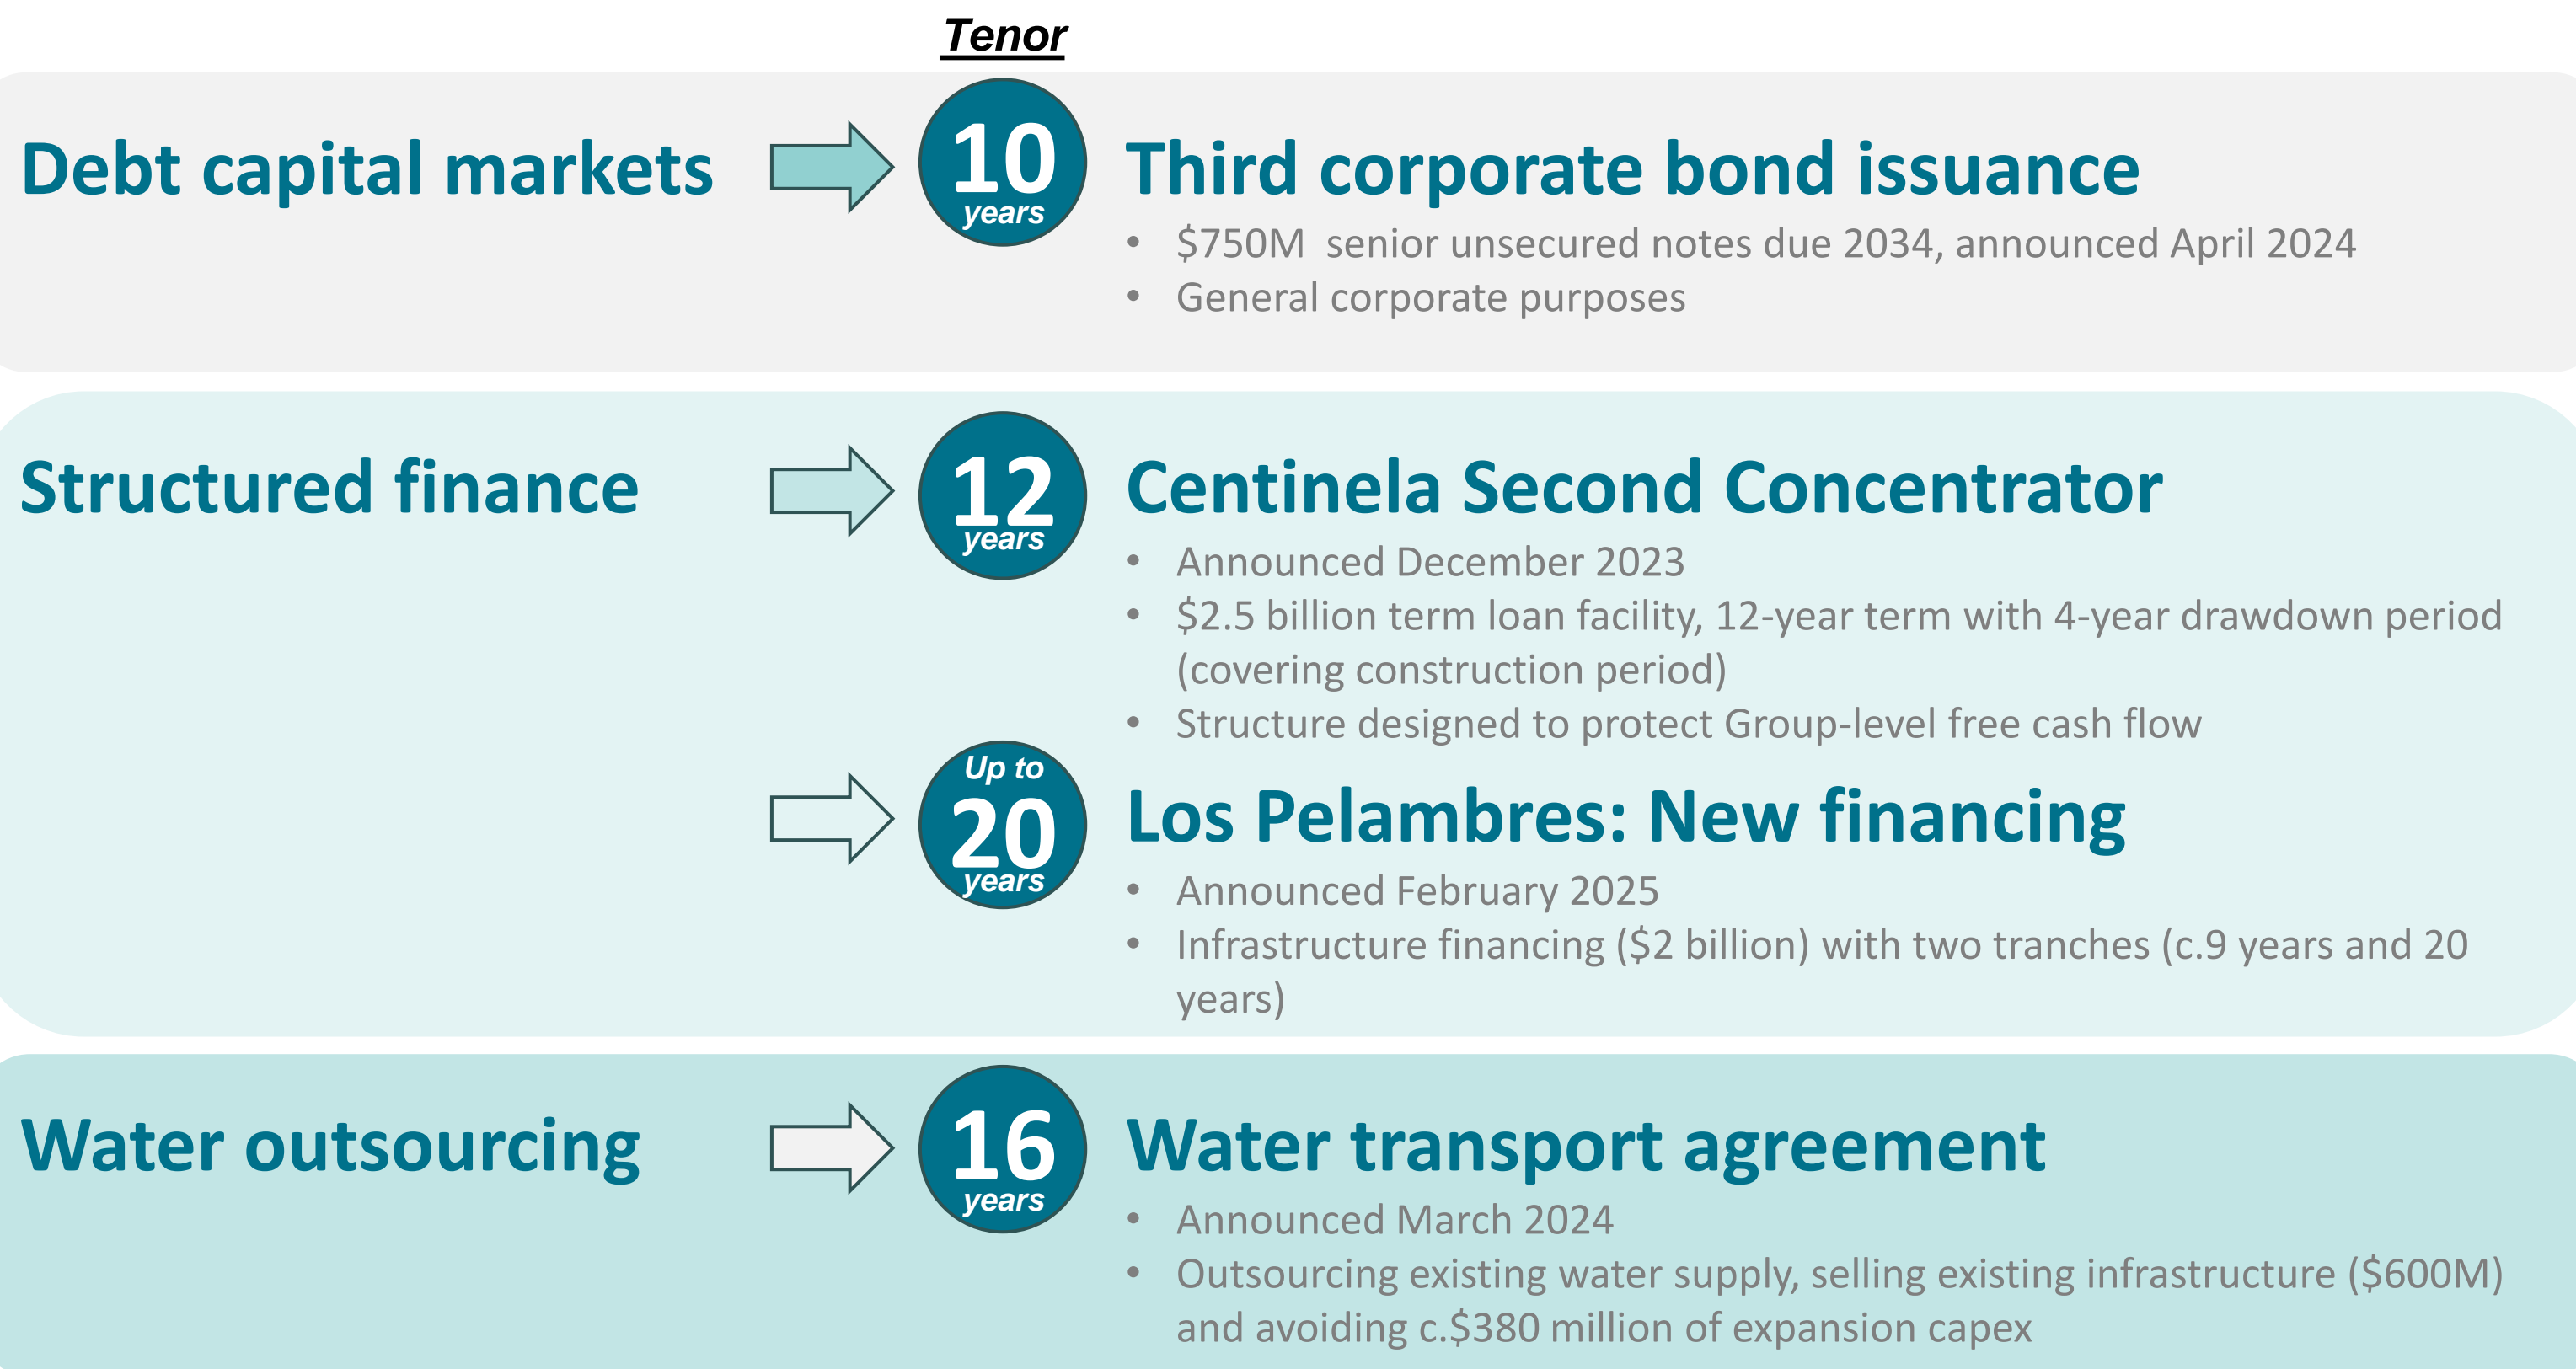 Tenor
Debt capital markets
10
years
Third corporate bond issuance
• $750M  senior unsecured notes due 2034, announced April 2024
• General corporate purposes
Structured finance
12
years
Centinela Second Concentrator
• Announced December 2023
• $2.5 billion term loan facility, 12-year term with 4-year drawdown period
(covering construction period)
• Structure designed to protect Group-level free cash flow
Up to
20
years
Los Pelambres: New financing
• Announced February 2025
• Infrastructure financing ($2 billion) with two tranches (c.9 years and 20
years)
Water outsourcing
16
years
Water transport agreement
• Announced March 2024
• Outsourcing existing water supply, selling existing infrastructure ($600M)
and avoiding c.$380 million of expansion capex